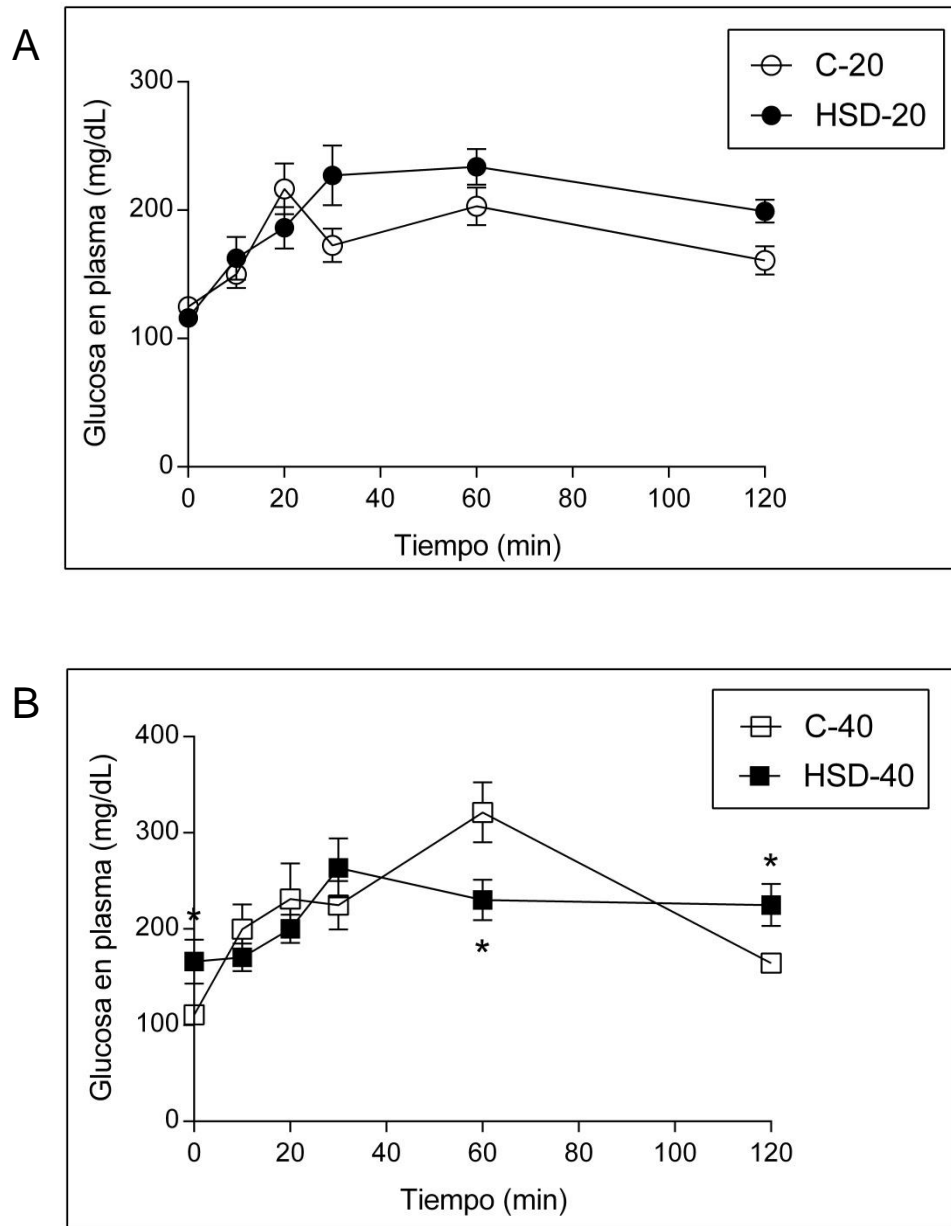 A
C-20
HSD-20
Glucosa en plasma (mg/dL)
300
200
100
0
0 20 40 60 80 100 120
Tiempo (min)
B
C-40
HSD-40
Glucosa en plasma (mg/dL)
400
300
200
100
0
*
*
*
0 20 40 60 80 100 120
Tiempo (min)